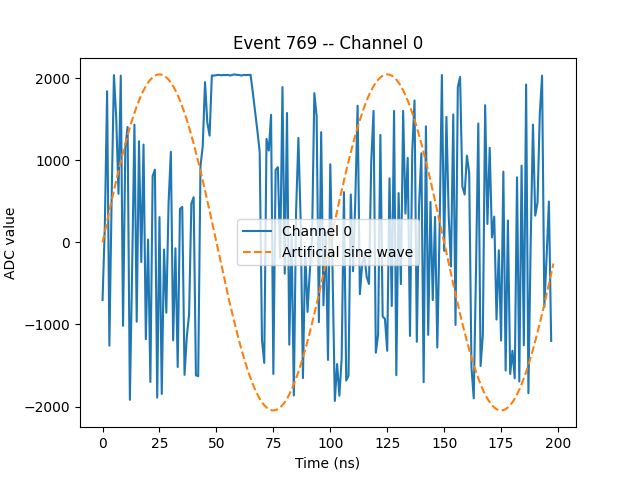 Event 769 -- Channel 0
2000
1000
0
−1000
−2000
ADC value
Channel 0
Artificial sine wave
0 25 50 75 100 125 150 175 200
Time (ns)